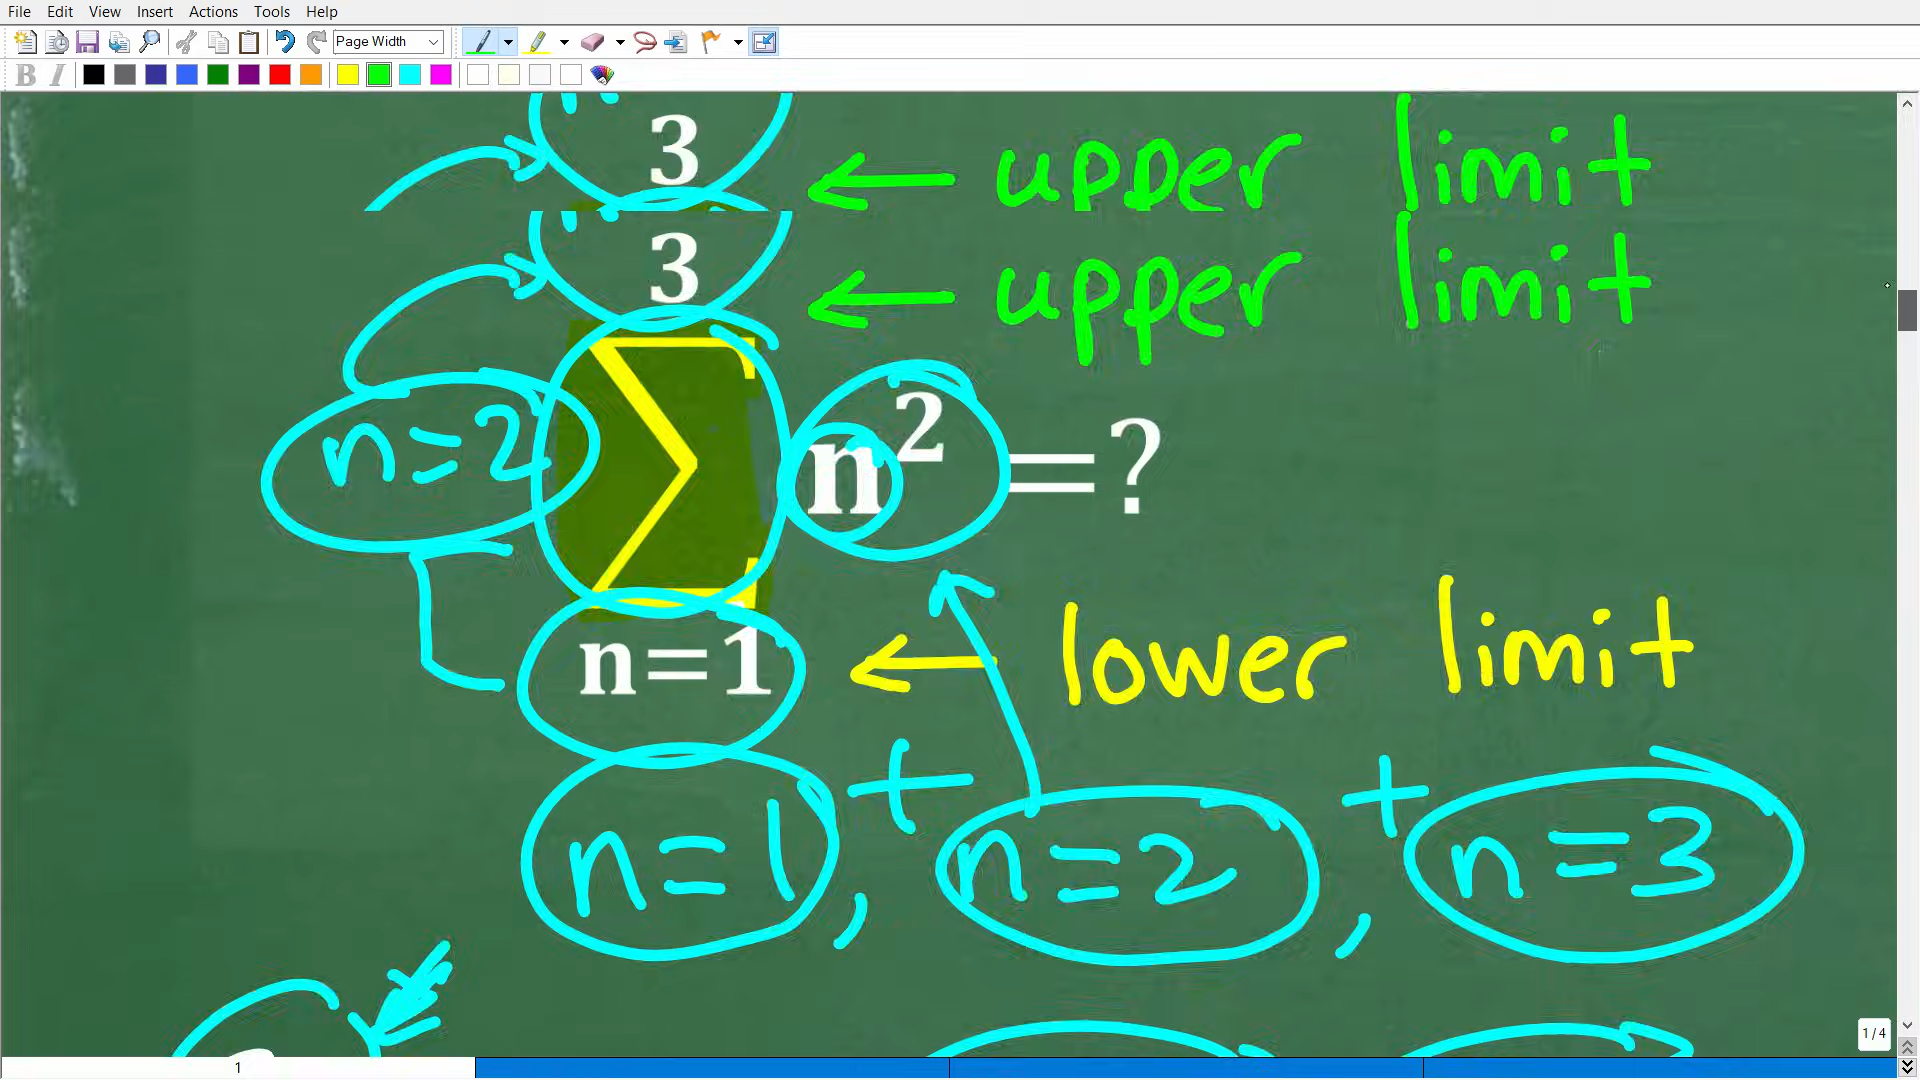 File Edit View Insert Actions Tools Help
Page Width
B I
3 ← upper limit
3 ← upper limit
n=2 ∑ n² =?
n=1 ← lower limit
n=1, + n=2, + n=3
1 / 4
1